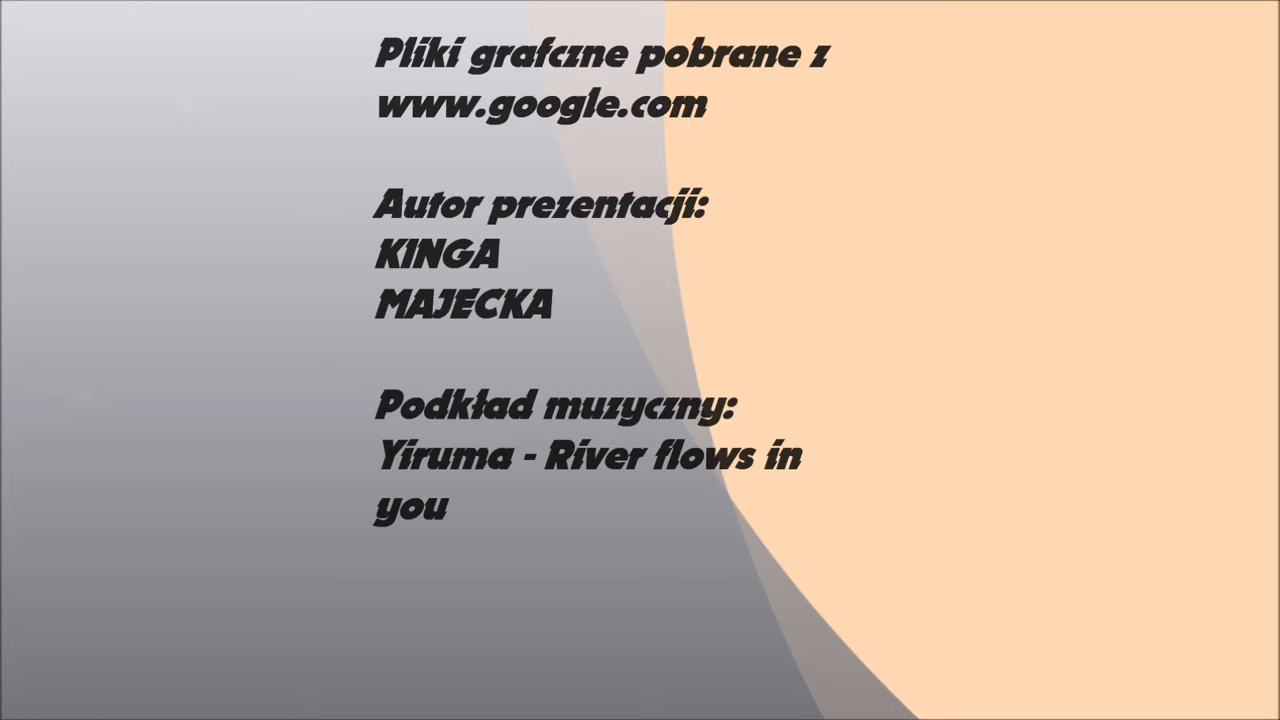 Pliki grafczne pobrane z
www.google.com
Autor prezentacji:
KINGA
MAJECKA
Podkład muzyczny:
Yiruma - River flows in
you